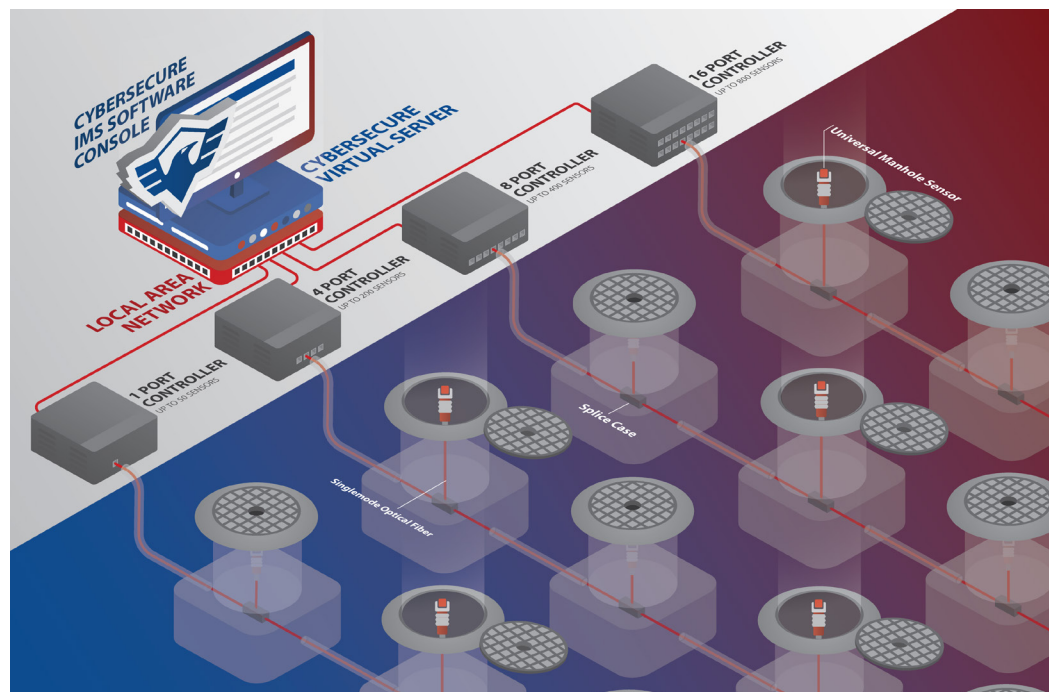 CYBERSECURE
IMS SOFTWARE
CONSOLE
CYBERSECURE
VIRTUAL SERVER
LOCAL AREA
NETWORK
16 PORT
CONTROLLER
UP TO 800 SENSORS
8 PORT
CONTROLLER
UP TO 400 SENSORS
4 PORT
CONTROLLER
UP TO 200 SENSORS
1 PORT
CONTROLLER
UP TO 50 SENSORS
Universal Manhole Sensor
Splice Case
Singlemode Optical Fiber